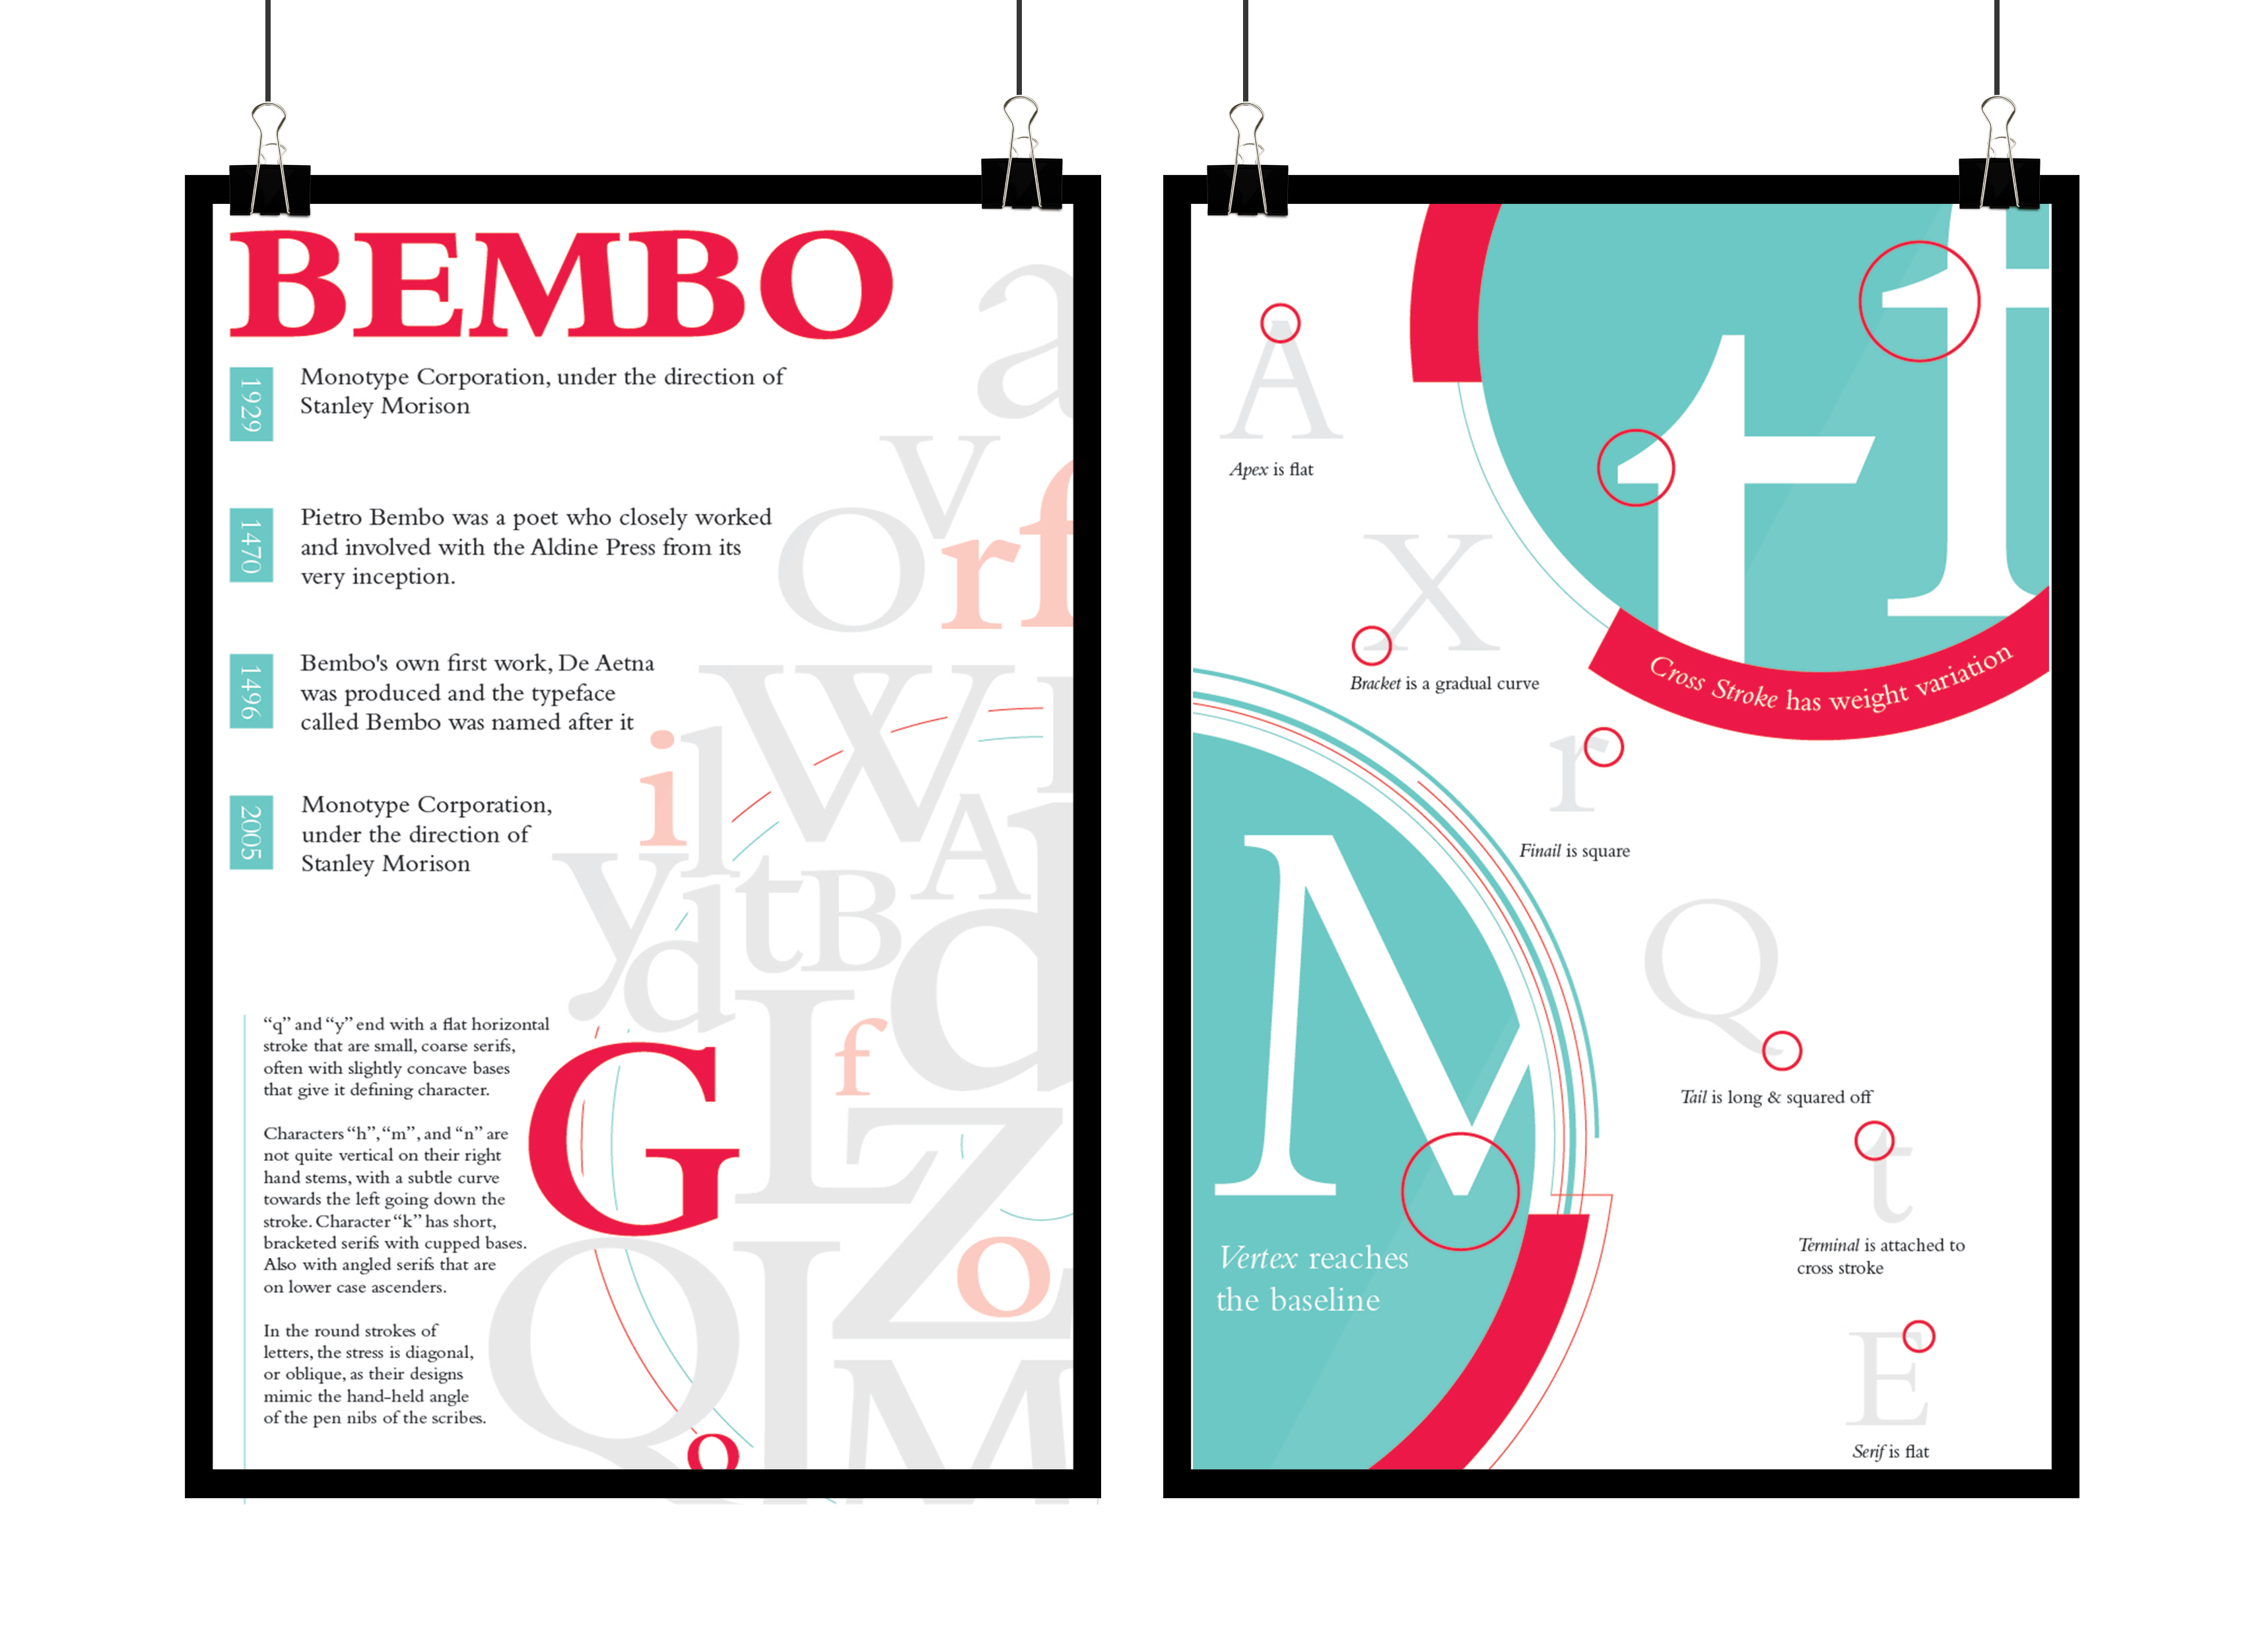 BEMBO
1929
Monotype Corporation, under the direction of
Stanley Morison
1470
Pietro Bembo was a poet who closely worked
and involved with the Aldine Press from its
very inception.
1496
Bembo's own first work, De Aetna
was produced and the typeface
called Bembo was named after it
2005
Monotype Corporation,
under the direction of
Stanley Morison
“q” and “y” end with a flat horizontal
stroke that are small, coarse serifs,
often with slightly concave bases
that give it defining character.
Characters “h”, “m”, and “n” are
not quite vertical on their right
hand stems, with a subtle curve
towards the left going down the
stroke. Character “k” has short,
bracketed serifs with cupped bases.
Also with angled serifs that are
on lower case ascenders.
In the round strokes of
letters, the stress is diagonal,
or oblique, as their designs
mimic the hand-held angle
of the pen nibs of the scribes.
a
v
O
r
f
W
i
l
A
y
d
t
B
d
L
f
G
Z
O
Q
I
M
o
A
Apex is flat
X
Bracket is a gradual curve
r
Finail is square
Q
Tail is long & squared off
t
Terminal is attached to
cross stroke
E
Serif is flat
t
Cross Stroke has weight variation
M
Vertex reaches
the baseline